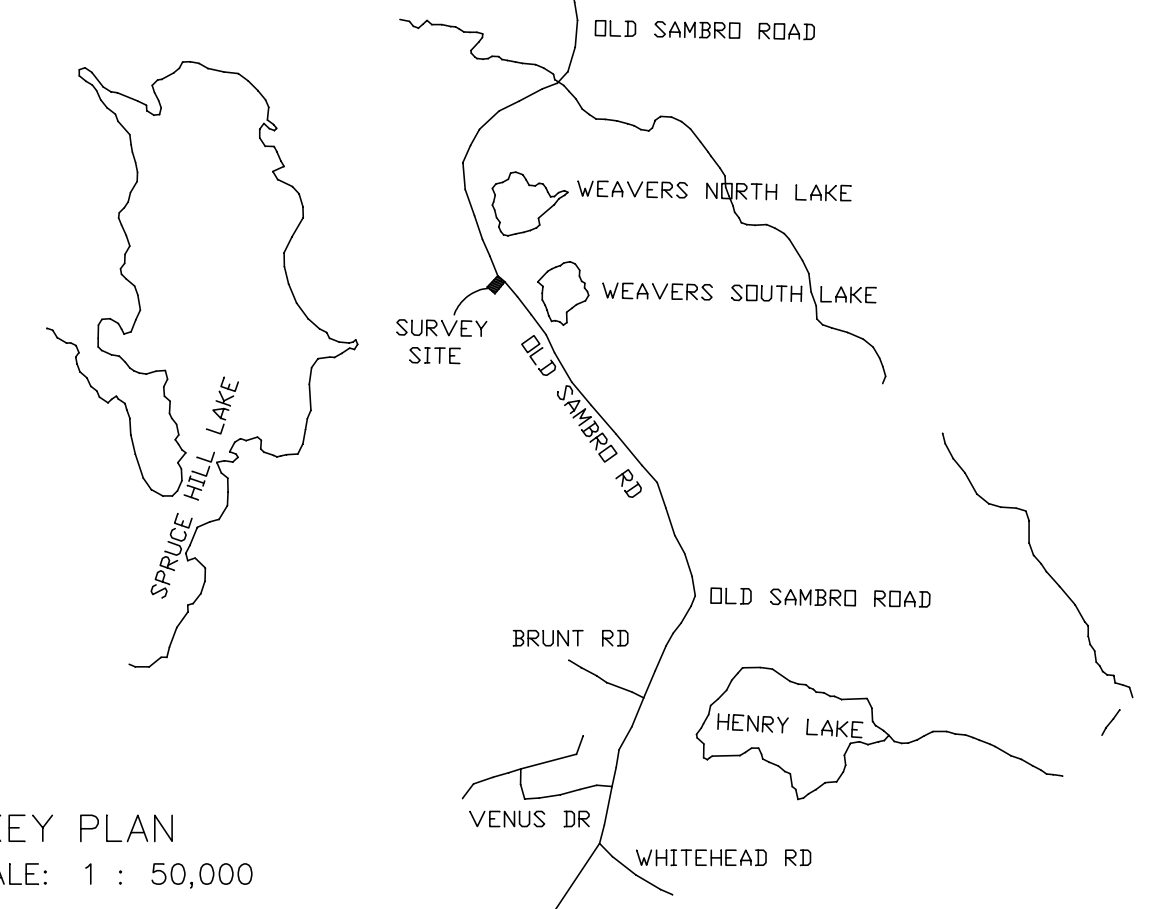 OLD SAMBRO ROAD
WEAVERS NORTH LAKE
WEAVERS SOUTH LAKE
SURVEY
SITE
OLD SAMBRO RD
SPRUCE HILL LAKE
OLD SAMBRO ROAD
BRUNT RD
HENRY LAKE
VENUS DR
WHITEHEAD RD
EY PLAN
ALE: 1 : 50,000